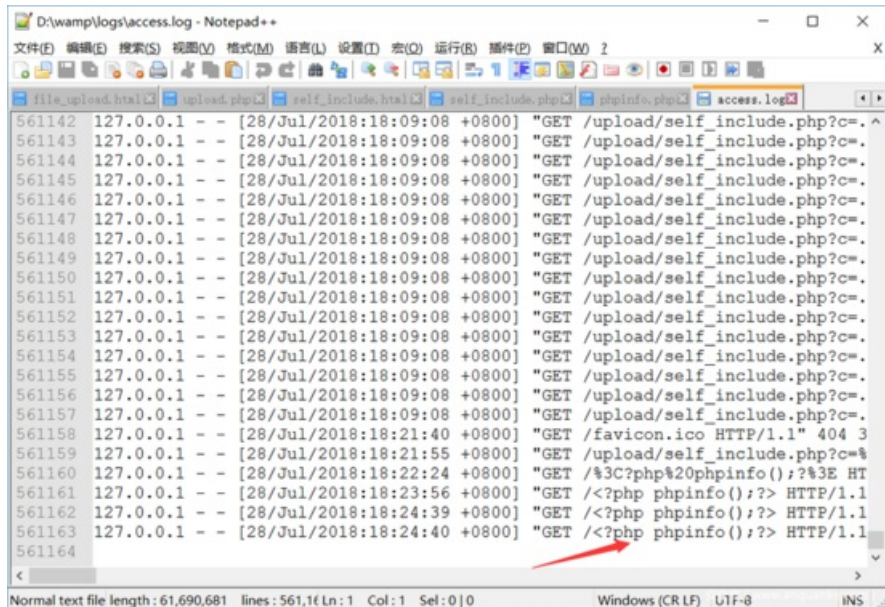 D:\wamp\logs\access.log - Notepad++
文件(F) 编辑(E) 搜索(S) 视图(V) 格式(M) 语言(L) 设置(T) 宏(O) 运行(R) 插件(P) 窗口(W) ? X
file_upload.html upload.php self_include.html self_include.php phpinfo.php access.log
561142 127.0.0.1 - - [28/Jul/2018:18:09:08 +0800] "GET /upload/self_include.php?c=.
561143 127.0.0.1 - - [28/Jul/2018:18:09:08 +0800] "GET /upload/self_include.php?c=.
561144 127.0.0.1 - - [28/Jul/2018:18:09:08 +0800] "GET /upload/self_include.php?c=.
561145 127.0.0.1 - - [28/Jul/2018:18:09:08 +0800] "GET /upload/self_include.php?c=.
561146 127.0.0.1 - - [28/Jul/2018:18:09:08 +0800] "GET /upload/self_include.php?c=.
561147 127.0.0.1 - - [28/Jul/2018:18:09:08 +0800] "GET /upload/self_include.php?c=.
561148 127.0.0.1 - - [28/Jul/2018:18:09:08 +0800] "GET /upload/self_include.php?c=.
561149 127.0.0.1 - - [28/Jul/2018:18:09:08 +0800] "GET /upload/self_include.php?c=.
561150 127.0.0.1 - - [28/Jul/2018:18:09:08 +0800] "GET /upload/self_include.php?c=.
561151 127.0.0.1 - - [28/Jul/2018:18:09:08 +0800] "GET /upload/self_include.php?c=.
561152 127.0.0.1 - - [28/Jul/2018:18:09:08 +0800] "GET /upload/self_include.php?c=.
561153 127.0.0.1 - - [28/Jul/2018:18:09:08 +0800] "GET /upload/self_include.php?c=.
561154 127.0.0.1 - - [28/Jul/2018:18:09:08 +0800] "GET /upload/self_include.php?c=.
561155 127.0.0.1 - - [28/Jul/2018:18:09:08 +0800] "GET /upload/self_include.php?c=.
561156 127.0.0.1 - - [28/Jul/2018:18:09:08 +0800] "GET /upload/self_include.php?c=.
561157 127.0.0.1 - - [28/Jul/2018:18:09:08 +0800] "GET /upload/self_include.php?c=.
561158 127.0.0.1 - - [28/Jul/2018:18:21:40 +0800] "GET /favicon.ico HTTP/1.1" 404 3
561159 127.0.0.1 - - [28/Jul/2018:18:21:55 +0800] "GET /upload/self_include.php?c=%
561160 127.0.0.1 - - [28/Jul/2018:18:22:24 +0800] "GET /%3C?php%20phpinfo();?%3E HT
561161 127.0.0.1 - - [28/Jul/2018:18:23:56 +0800] "GET /<?php phpinfo();?> HTTP/1.1
561162 127.0.0.1 - - [28/Jul/2018:18:24:39 +0800] "GET /<?php phpinfo();?> HTTP/1.1
561163 127.0.0.1 - - [28/Jul/2018:18:24:40 +0800] "GET /<?php phpinfo();?> HTTP/1.1
561164
Normal text file length : 61,690,681 lines : 561,16 Ln : 1 Col : 1 Sel : 0 | 0 Windows (CR LF) UTF-8 INS